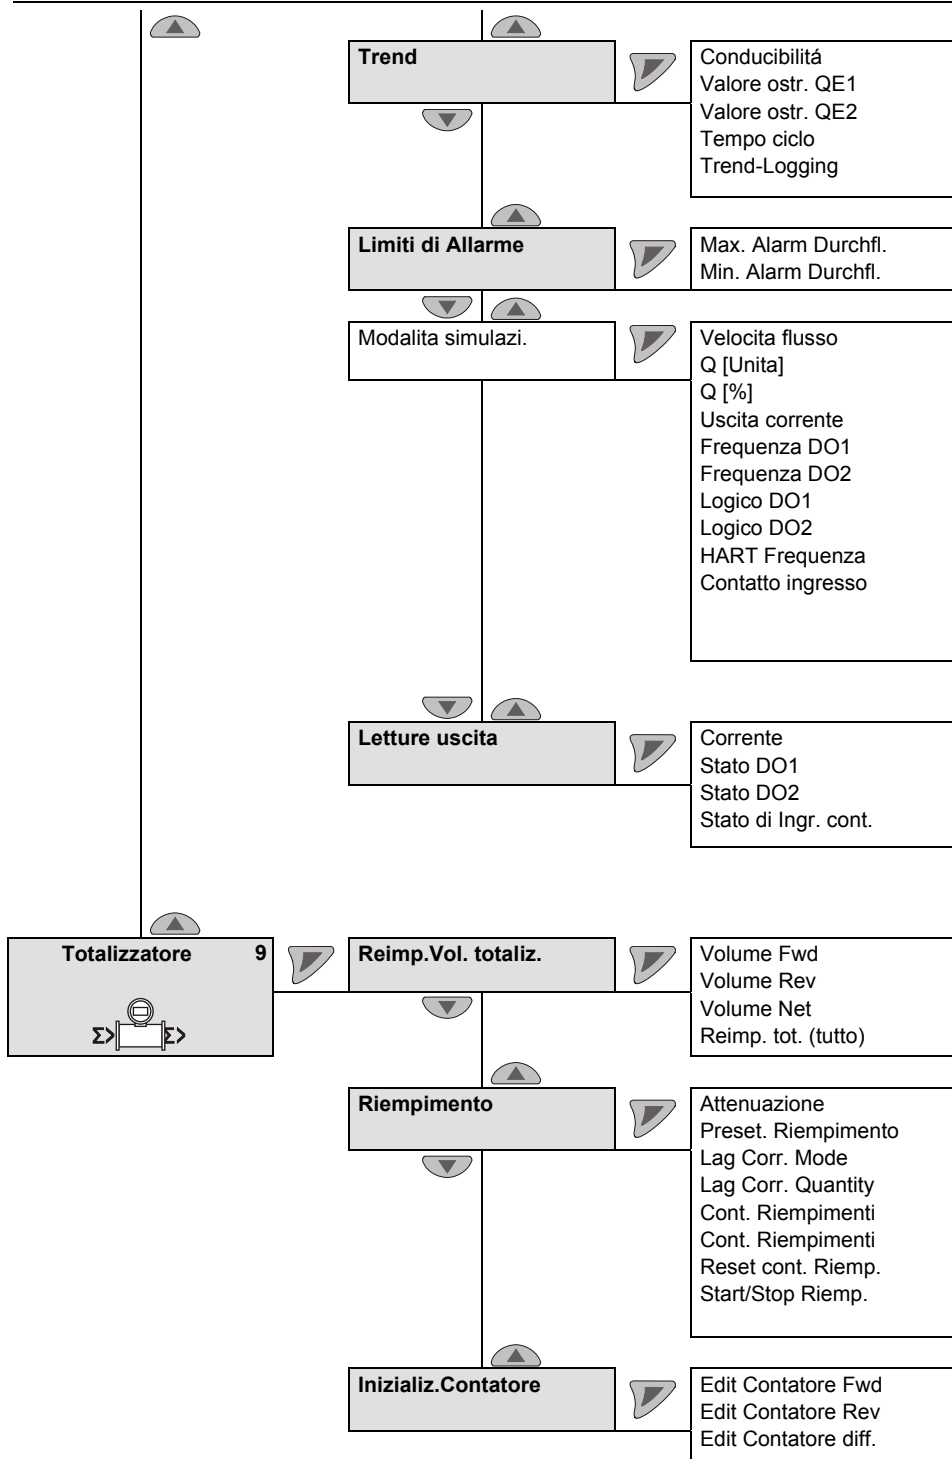 Trend
Conducibilitá
Valore ostr. QE1
Valore ostr. QE2
Tempo ciclo
Trend-Logging
Limiti di Allarme
Max. Alarm Durchfl.
Min. Alarm Durchfl.
Modalita simulazi.
Velocita flusso
Q [Unita]
Q [%]
Uscita corrente
Frequenza DO1
Frequenza DO2
Logico DO1
Logico DO2
HART Frequenza
Contatto ingresso
Letture uscita
Corrente
Stato DO1
Stato DO2
Stato di Ingr. cont.
Totalizzatore 9
Σ> Σ>
Reimp.Vol. totaliz.
Volume Fwd
Volume Rev
Volume Net
Reimp. tot. (tutto)
Riempimento
Attenuazione
Preset. Riempimento
Lag Corr. Mode
Lag Corr. Quantity
Cont. Riempimenti
Cont. Riempimenti
Reset cont. Riemp.
Start/Stop Riemp.
Inizializ.Contatore
Edit Contatore Fwd
Edit Contatore Rev
Edit Contatore diff.